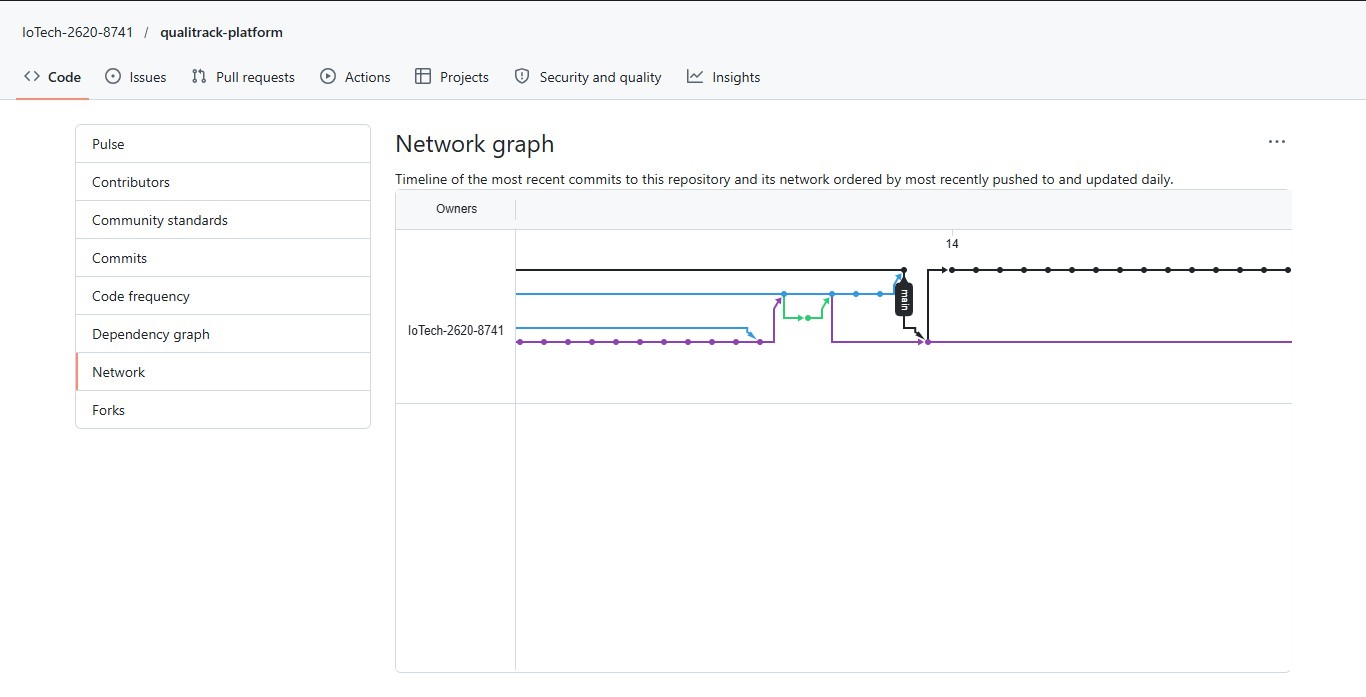 IoTech-2620-8741 / qualitrack-platform
Code Issues Pull requests Actions Projects Security and quality Insights
Pulse
Contributors
Community standards
Commits
Code frequency
Dependency graph
Network
Forks
Network graph
Timeline of the most recent commits to this repository and its network ordered by most recently pushed to and updated daily.
Owners
14
main
IoTech-2620-8741